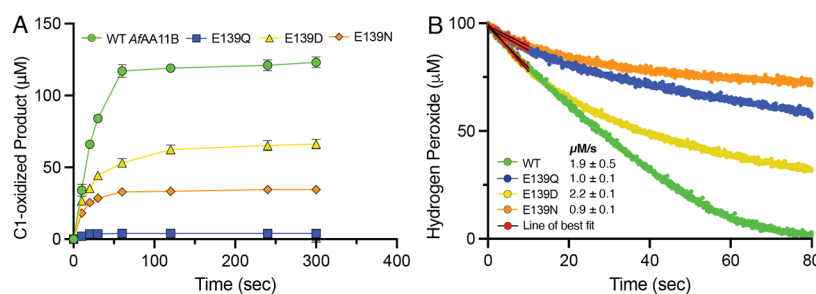 A
WT AfAA11B E139Q E139D E139N
C1-oxidized Product (µM)
150
100
50
0
0 100 200 300 400
Time (sec)
B
Hydrogen Peroxide (µM)
100
75
50
25
0
µM/s
WT 1.9 ± 0.5
E139Q 1.0 ± 0.1
E139D 2.2 ± 0.1
E139N 0.9 ± 0.1
Line of best fit
0 20 40 60 80
Time (sec)